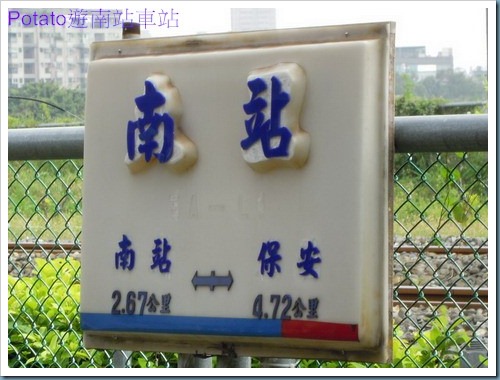 Potato遊南站車站
南站
南站 ↔ 保安
2.67公里 4.72公里